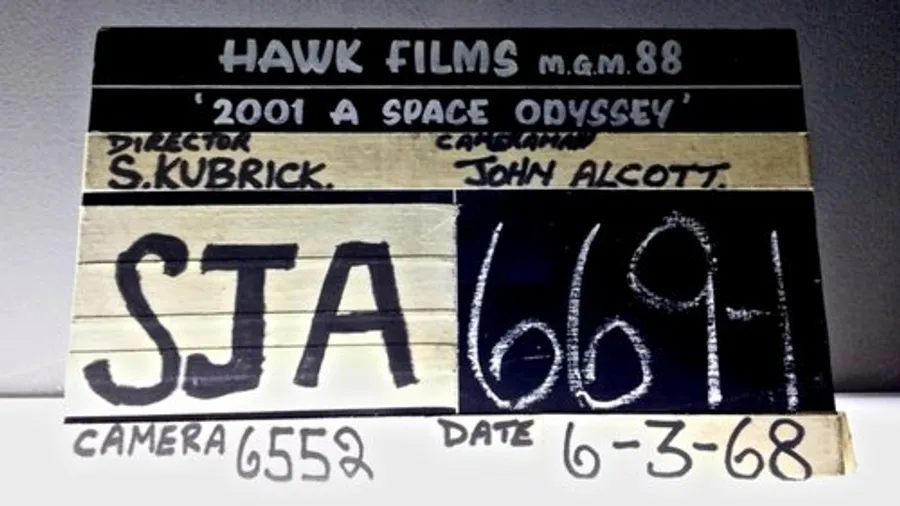 HAWK FILMS M.G.M. 88
'2001 A SPACE ODYSSEY'
DIRECTOR CAMERAMAN
S.KUBRICK. JOHN ALCOTT.
SJA 669-1
CAMERA 6552 DATE 6-3-68